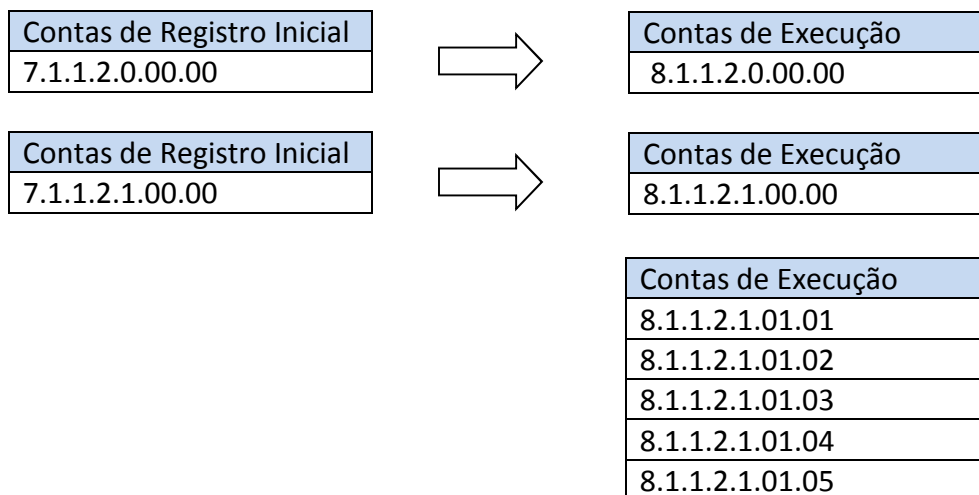 Contas de Registro Inicial
7.1.1.2.0.00.00
Contas de Execução
8.1.1.2.0.00.00
Contas de Registro Inicial
7.1.1.2.1.00.00
Contas de Execução
8.1.1.2.1.00.00
Contas de Execução
8.1.1.2.1.01.01
8.1.1.2.1.01.02
8.1.1.2.1.01.03
8.1.1.2.1.01.04
8.1.1.2.1.01.05